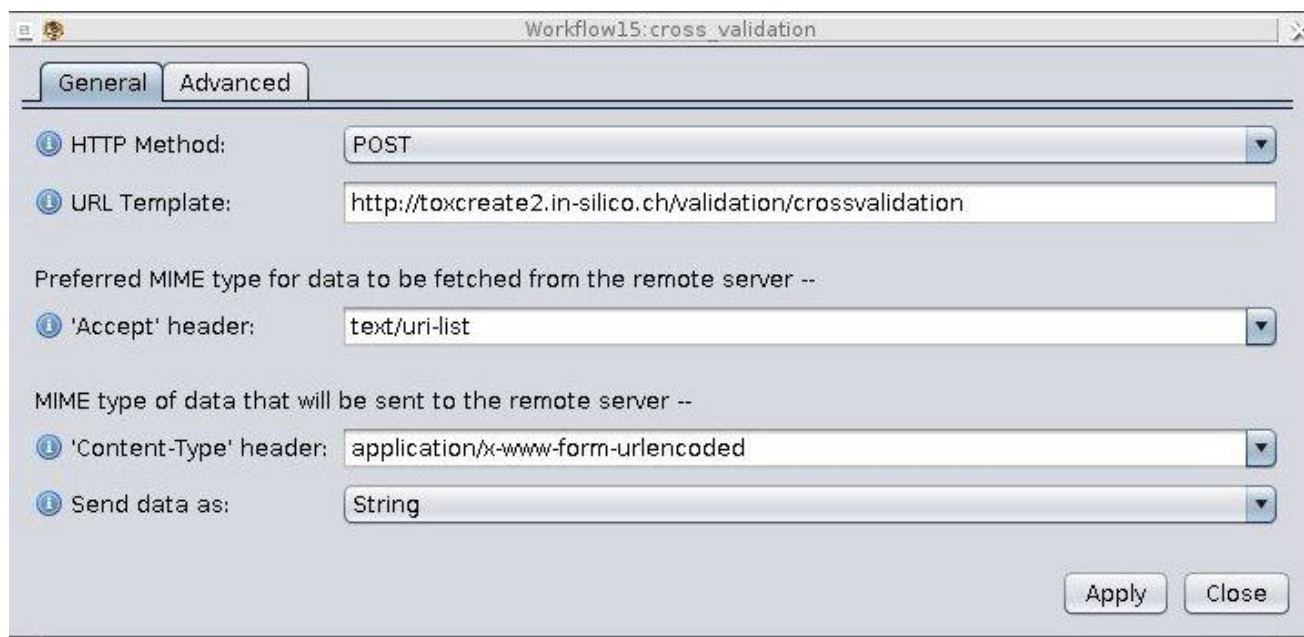 Workflow15:cross_validation
General Advanced
HTTP Method: POST
URL Template: http://toxcreate2.in-silico.ch/validation/crossvalidation
Preferred MIME type for data to be fetched from the remote server --
'Accept' header: text/uri-list
MIME type of data that will be sent to the remote server --
'Content-Type' header: application/x-www-form-urlencoded
Send data as: String
Apply Close